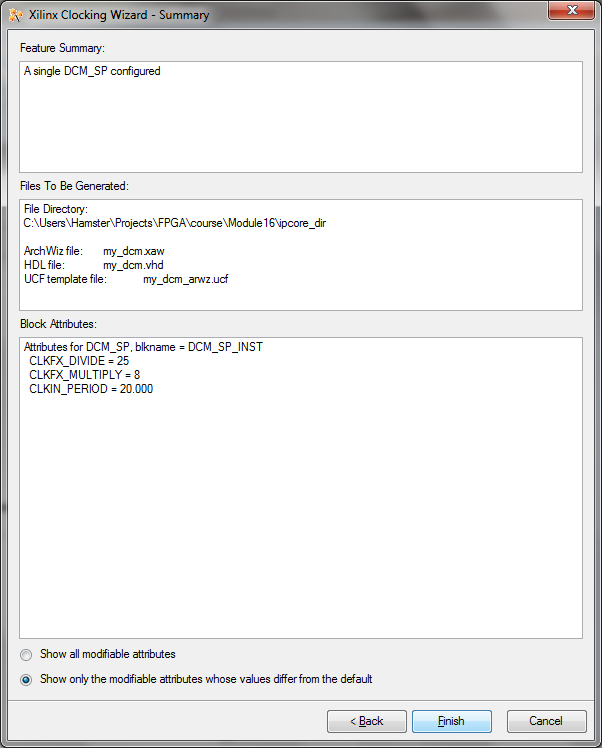 Xilinx Clocking Wizard - Summary
Feature Summary:
A single DCM_SP configured
Files To Be Generated:
File Directory:
C:\Users\Hamster\Projects\FPGA\course\Module16\ipcore_dir
ArchWiz file: my_dcm.xaw
HDL file: my_dcm.vhd
UCF template file: my_dcm_arwz.ucf
Block Attributes:
Attributes for DCM_SP, blkname = DCM_SP_INST
CLKFX_DIVIDE = 25
CLKFX_MULTIPLY = 8
CLKIN_PERIOD = 20.000
Show all modifiable attributes
Show only the modifiable attributes whose values differ from the default
< Back Finish Cancel